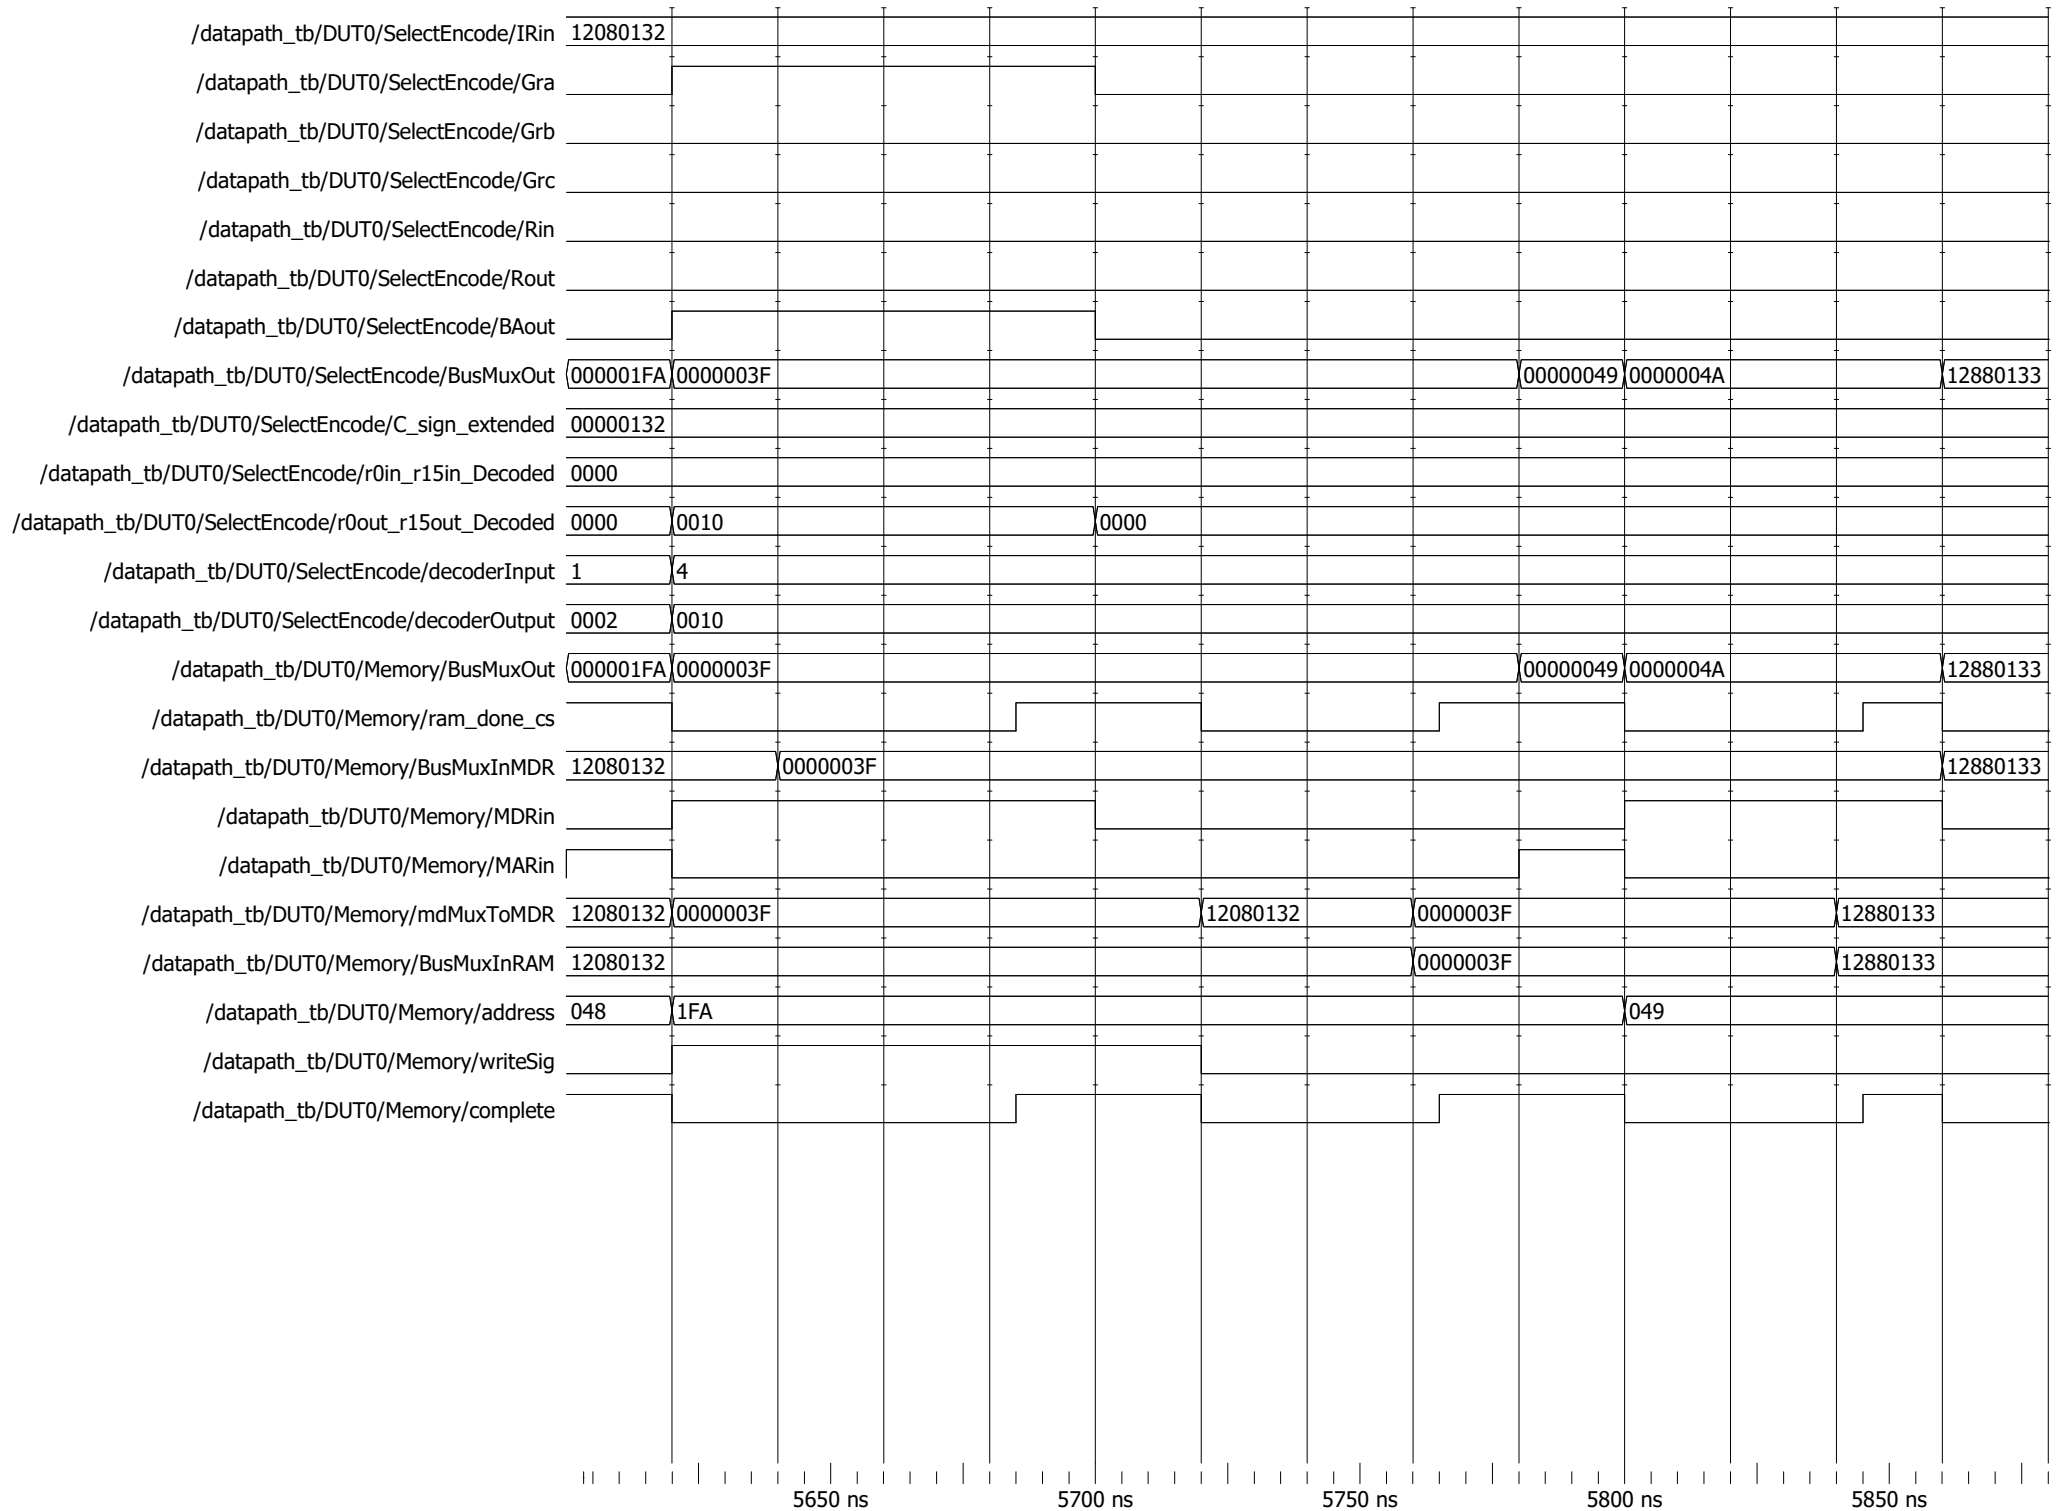 /datapath_tb/DUT0/SelectEncode/IRin 12080132
/datapath_tb/DUT0/SelectEncode/Gra
/datapath_tb/DUT0/SelectEncode/Grb
/datapath_tb/DUT0/SelectEncode/Grc
/datapath_tb/DUT0/SelectEncode/Rin
/datapath_tb/DUT0/SelectEncode/Rout
/datapath_tb/DUT0/SelectEncode/BAout
/datapath_tb/DUT0/SelectEncode/BusMuxOut 000001FA 0000003F 00000049 0000004A 12880133
/datapath_tb/DUT0/SelectEncode/C_sign_extended 00000132
/datapath_tb/DUT0/SelectEncode/r0in_r15in_Decoded 0000
/datapath_tb/DUT0/SelectEncode/r0out_r15out_Decoded 0000 0010 0000
/datapath_tb/DUT0/SelectEncode/decoderInput 1 4
/datapath_tb/DUT0/SelectEncode/decoderOutput 0002 0010
/datapath_tb/DUT0/Memory/BusMuxOut 000001FA 0000003F 00000049 0000004A 12880133
/datapath_tb/DUT0/Memory/ram_done_cs
/datapath_tb/DUT0/Memory/BusMuxInMDR 12080132 0000003F 12880133
/datapath_tb/DUT0/Memory/MDRin
/datapath_tb/DUT0/Memory/MARin
/datapath_tb/DUT0/Memory/mdMuxToMDR 12080132 0000003F 12080132 0000003F 12880133
/datapath_tb/DUT0/Memory/BusMuxInRAM 12080132 0000003F 12880133
/datapath_tb/DUT0/Memory/address 048 1FA 049
/datapath_tb/DUT0/Memory/writeSig
/datapath_tb/DUT0/Memory/complete
5650 ns 5700 ns 5750 ns 5800 ns 5850 ns